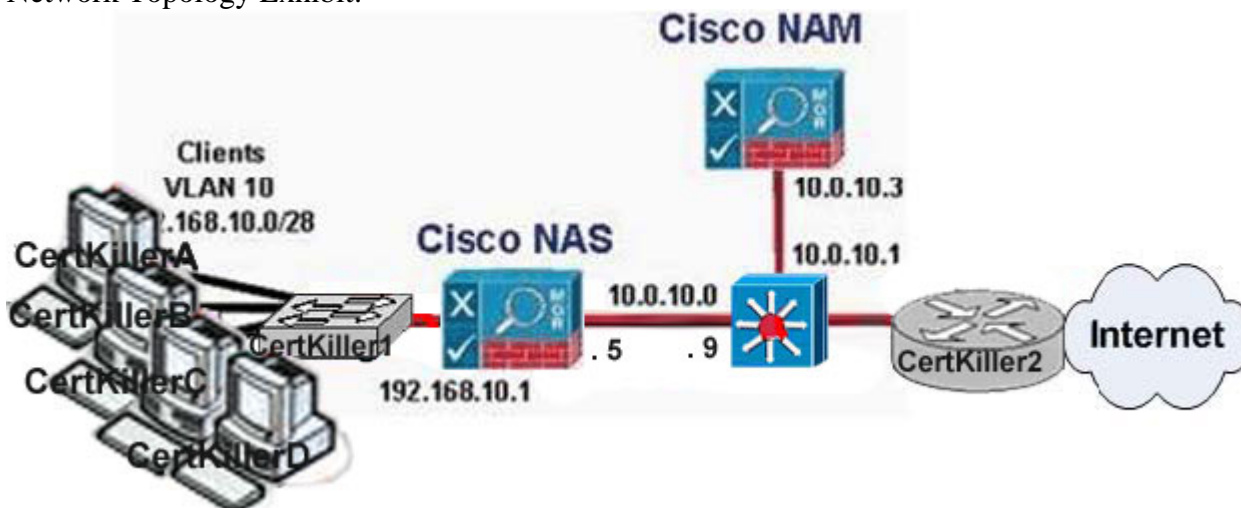 Network Topology Exhibit.
Cisco NAM
Clients
VLAN 10
2.168.10.0/28
10.0.10.3
CertKillerA
Cisco NAS
10.0.10.1
CertKillerB
10.0.10.0
CertKiller1
. 5
. 9
CertKiller2
Internet
CertKillerC
192.168.10.1
CertKillerD